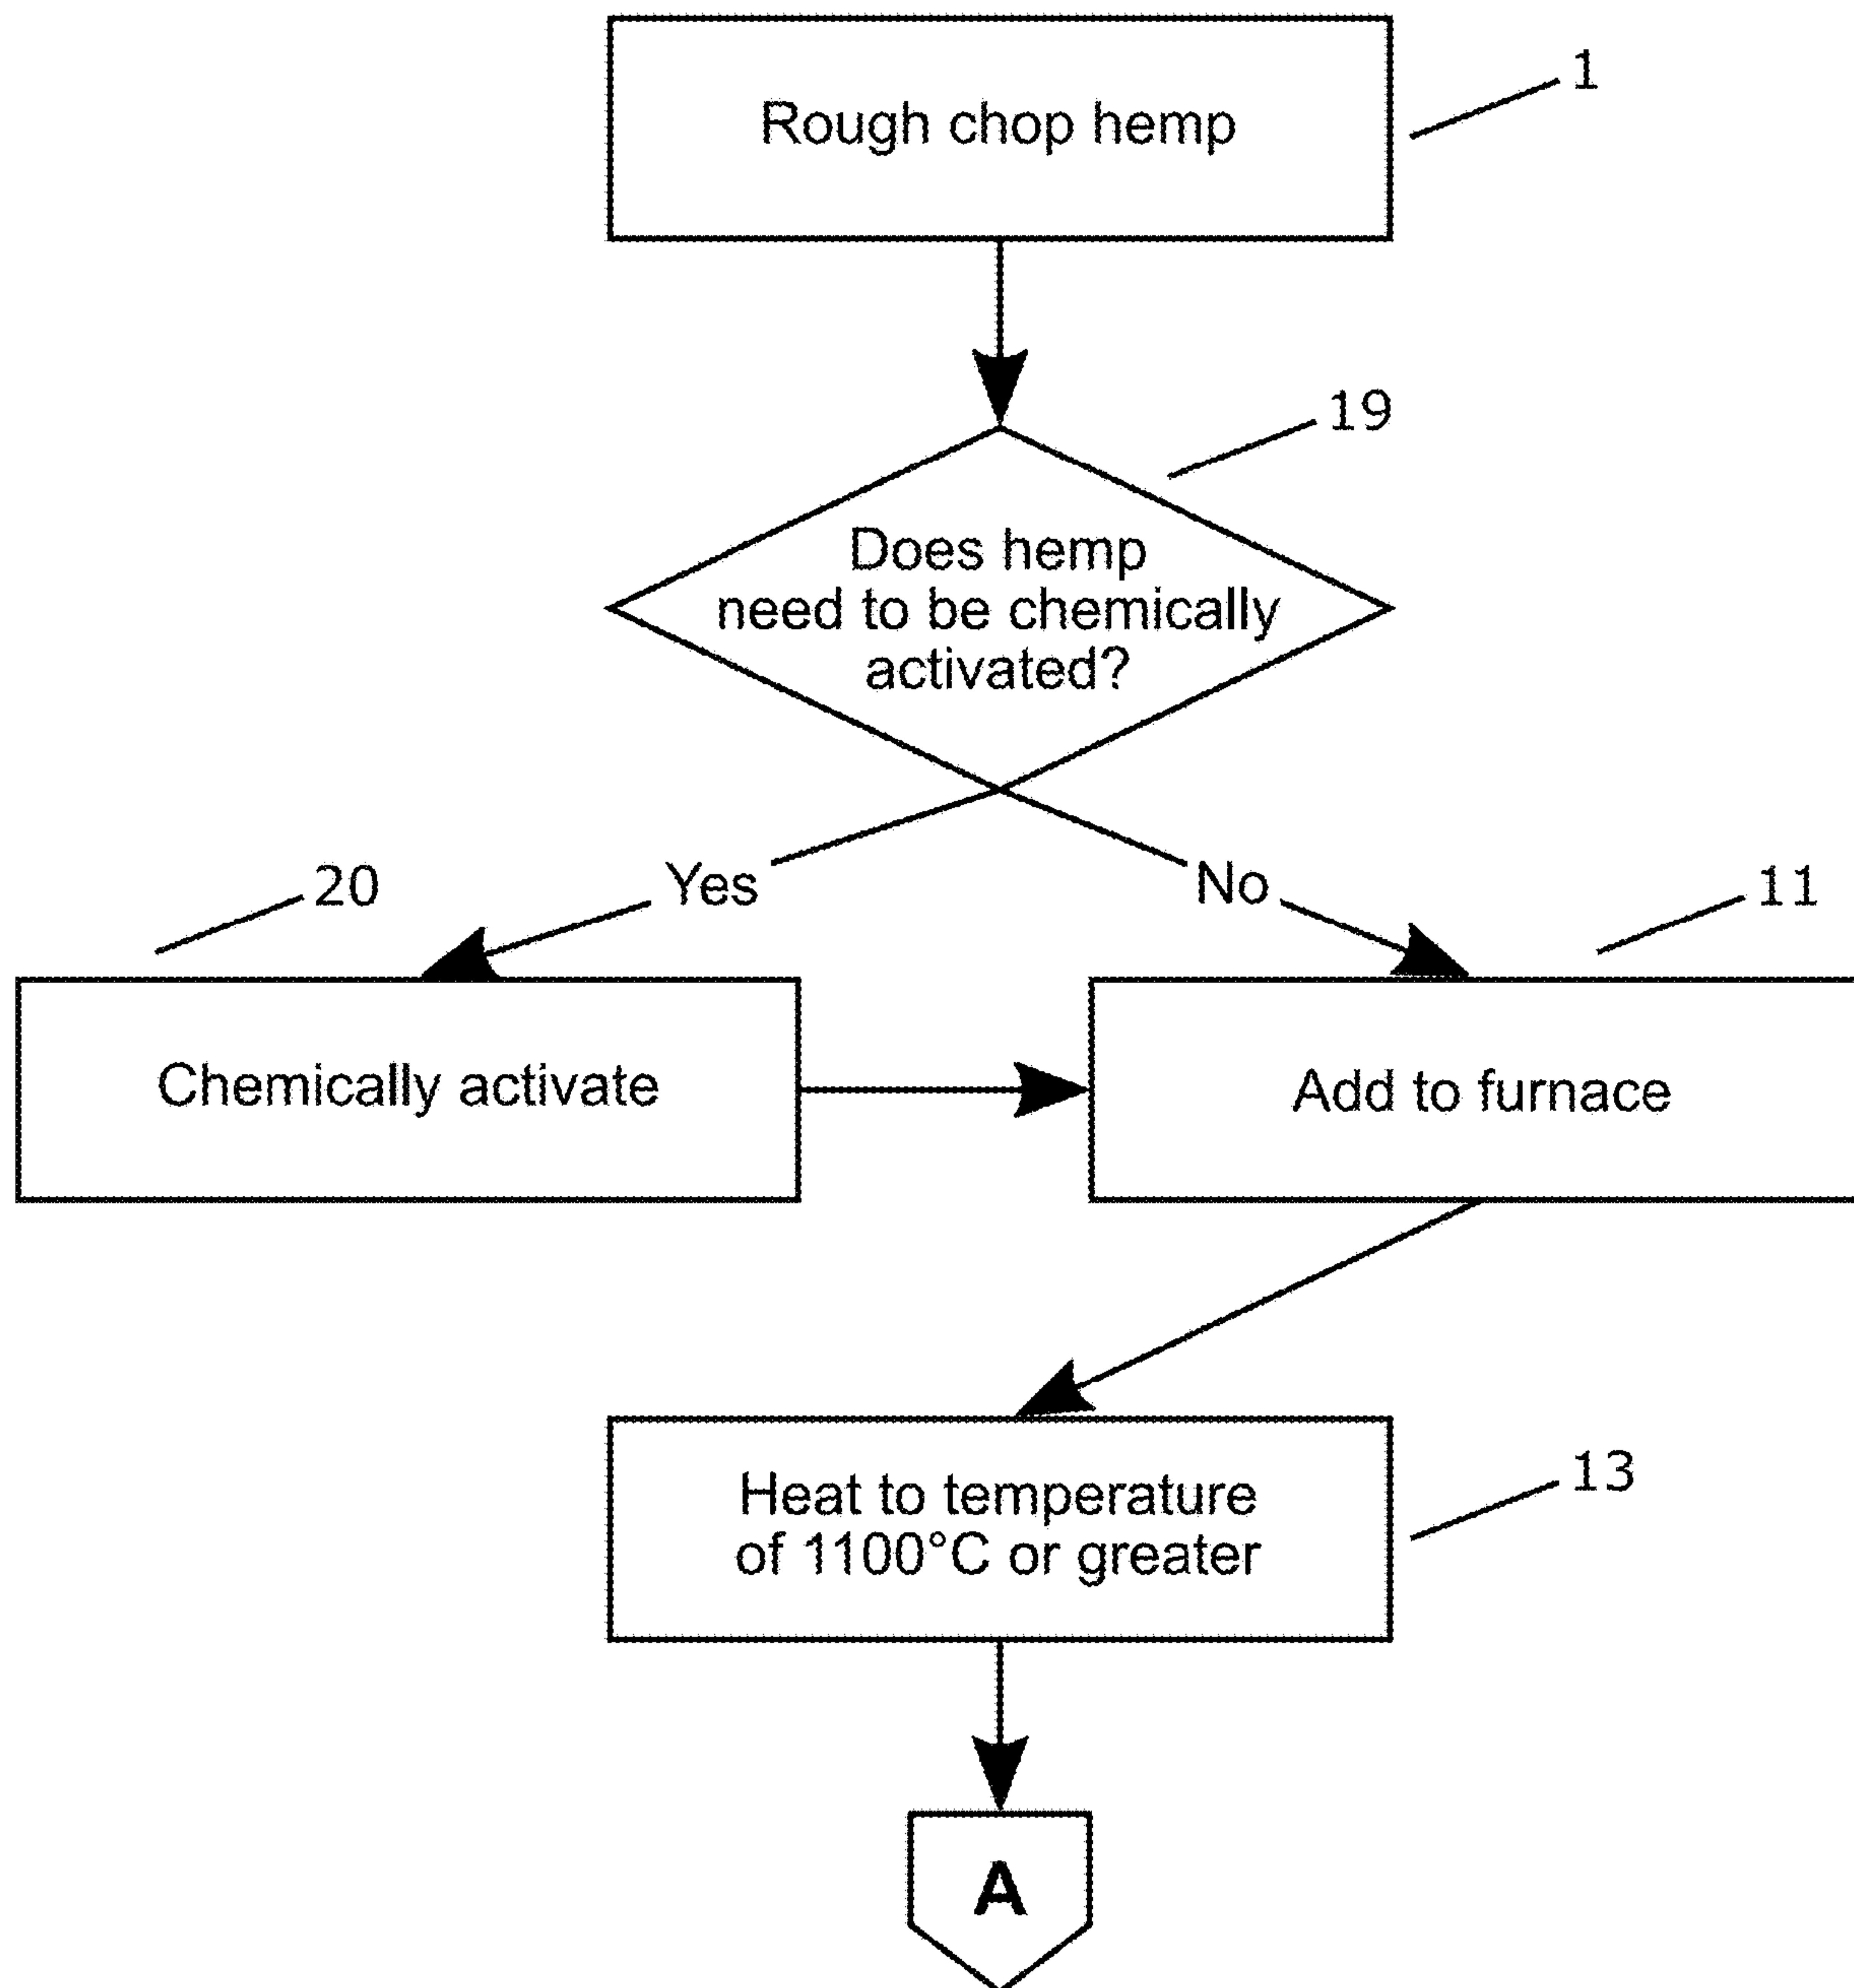 Rough chop hemp
1
19
Does hemp
need to be chemically
activated?
20
Yes
No
11
Chemically activate
Add to furnace
Heat to temperature
of 1100°C or greater
13
A